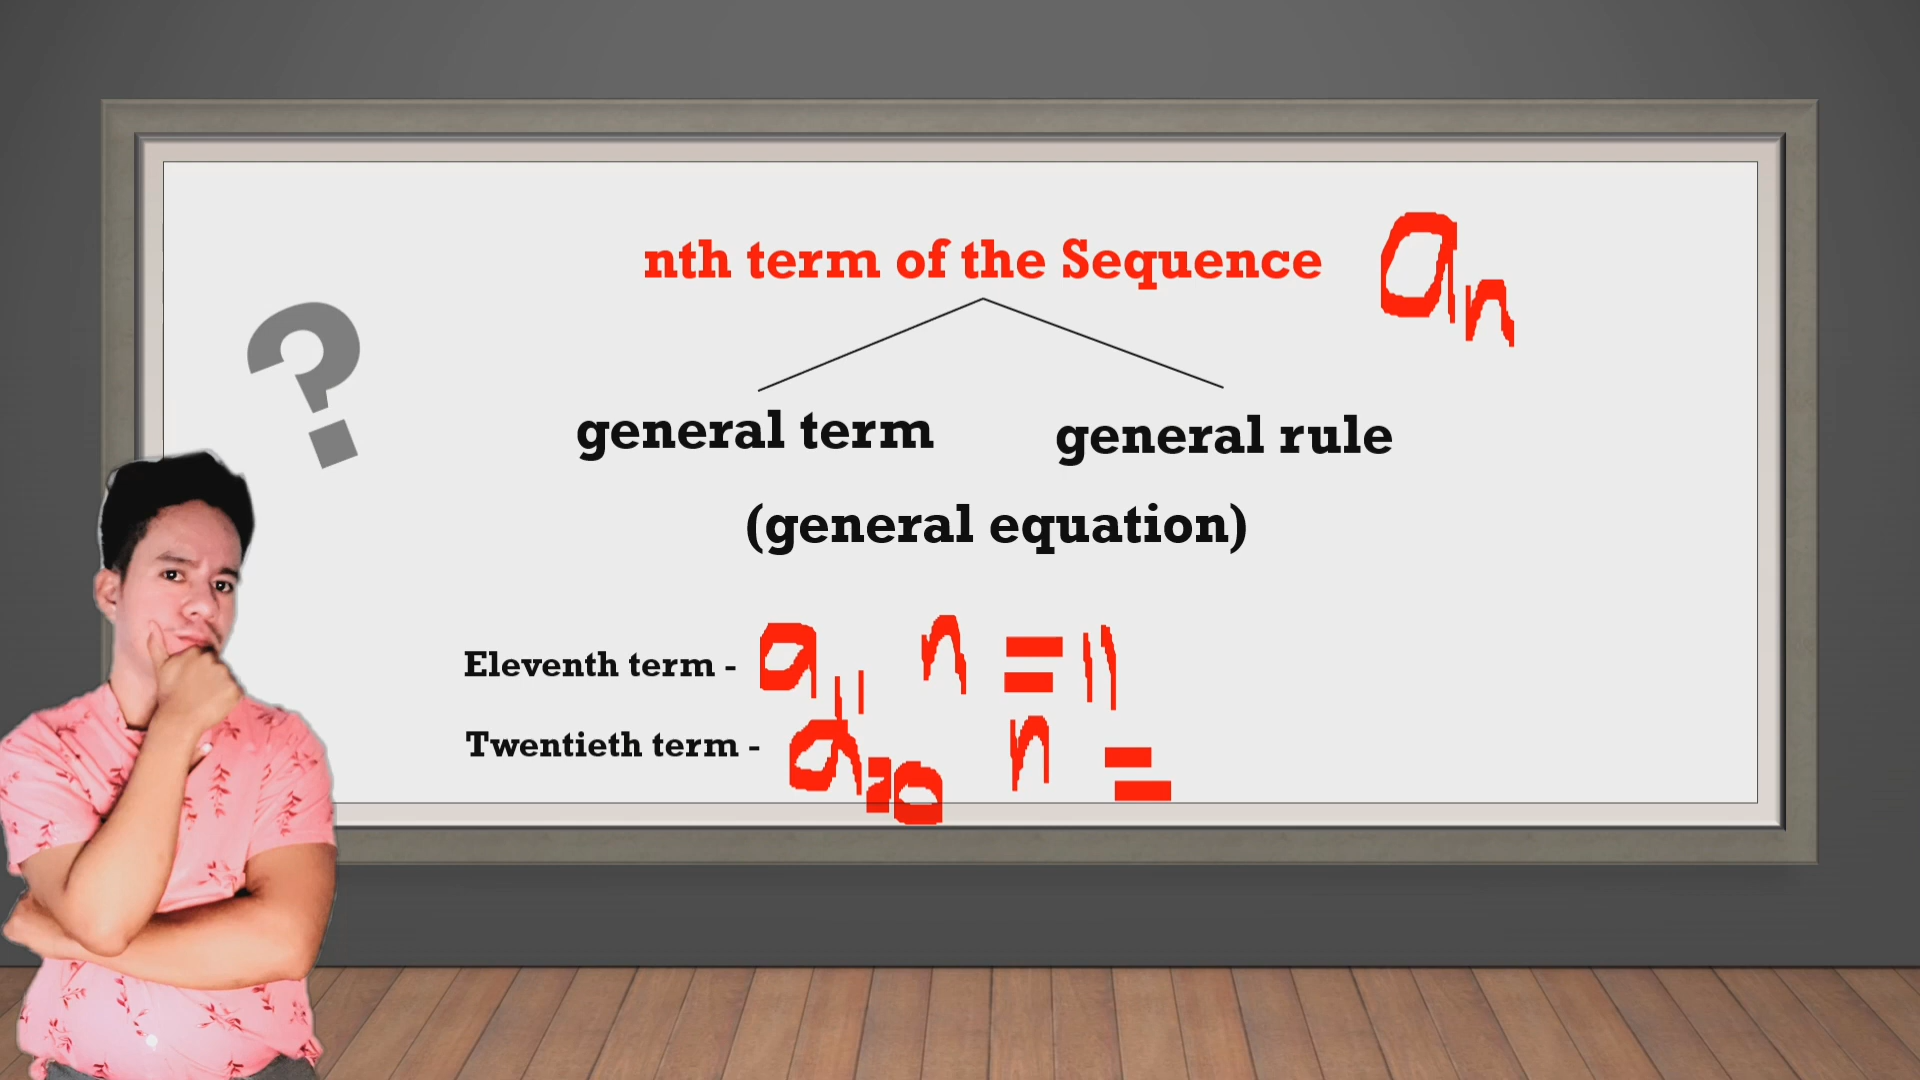 nth term of the Sequence aₙ
?
general term general rule
(general equation)
Eleventh term - a₁₁ n = 11
Twentieth term - a₂₀ n =